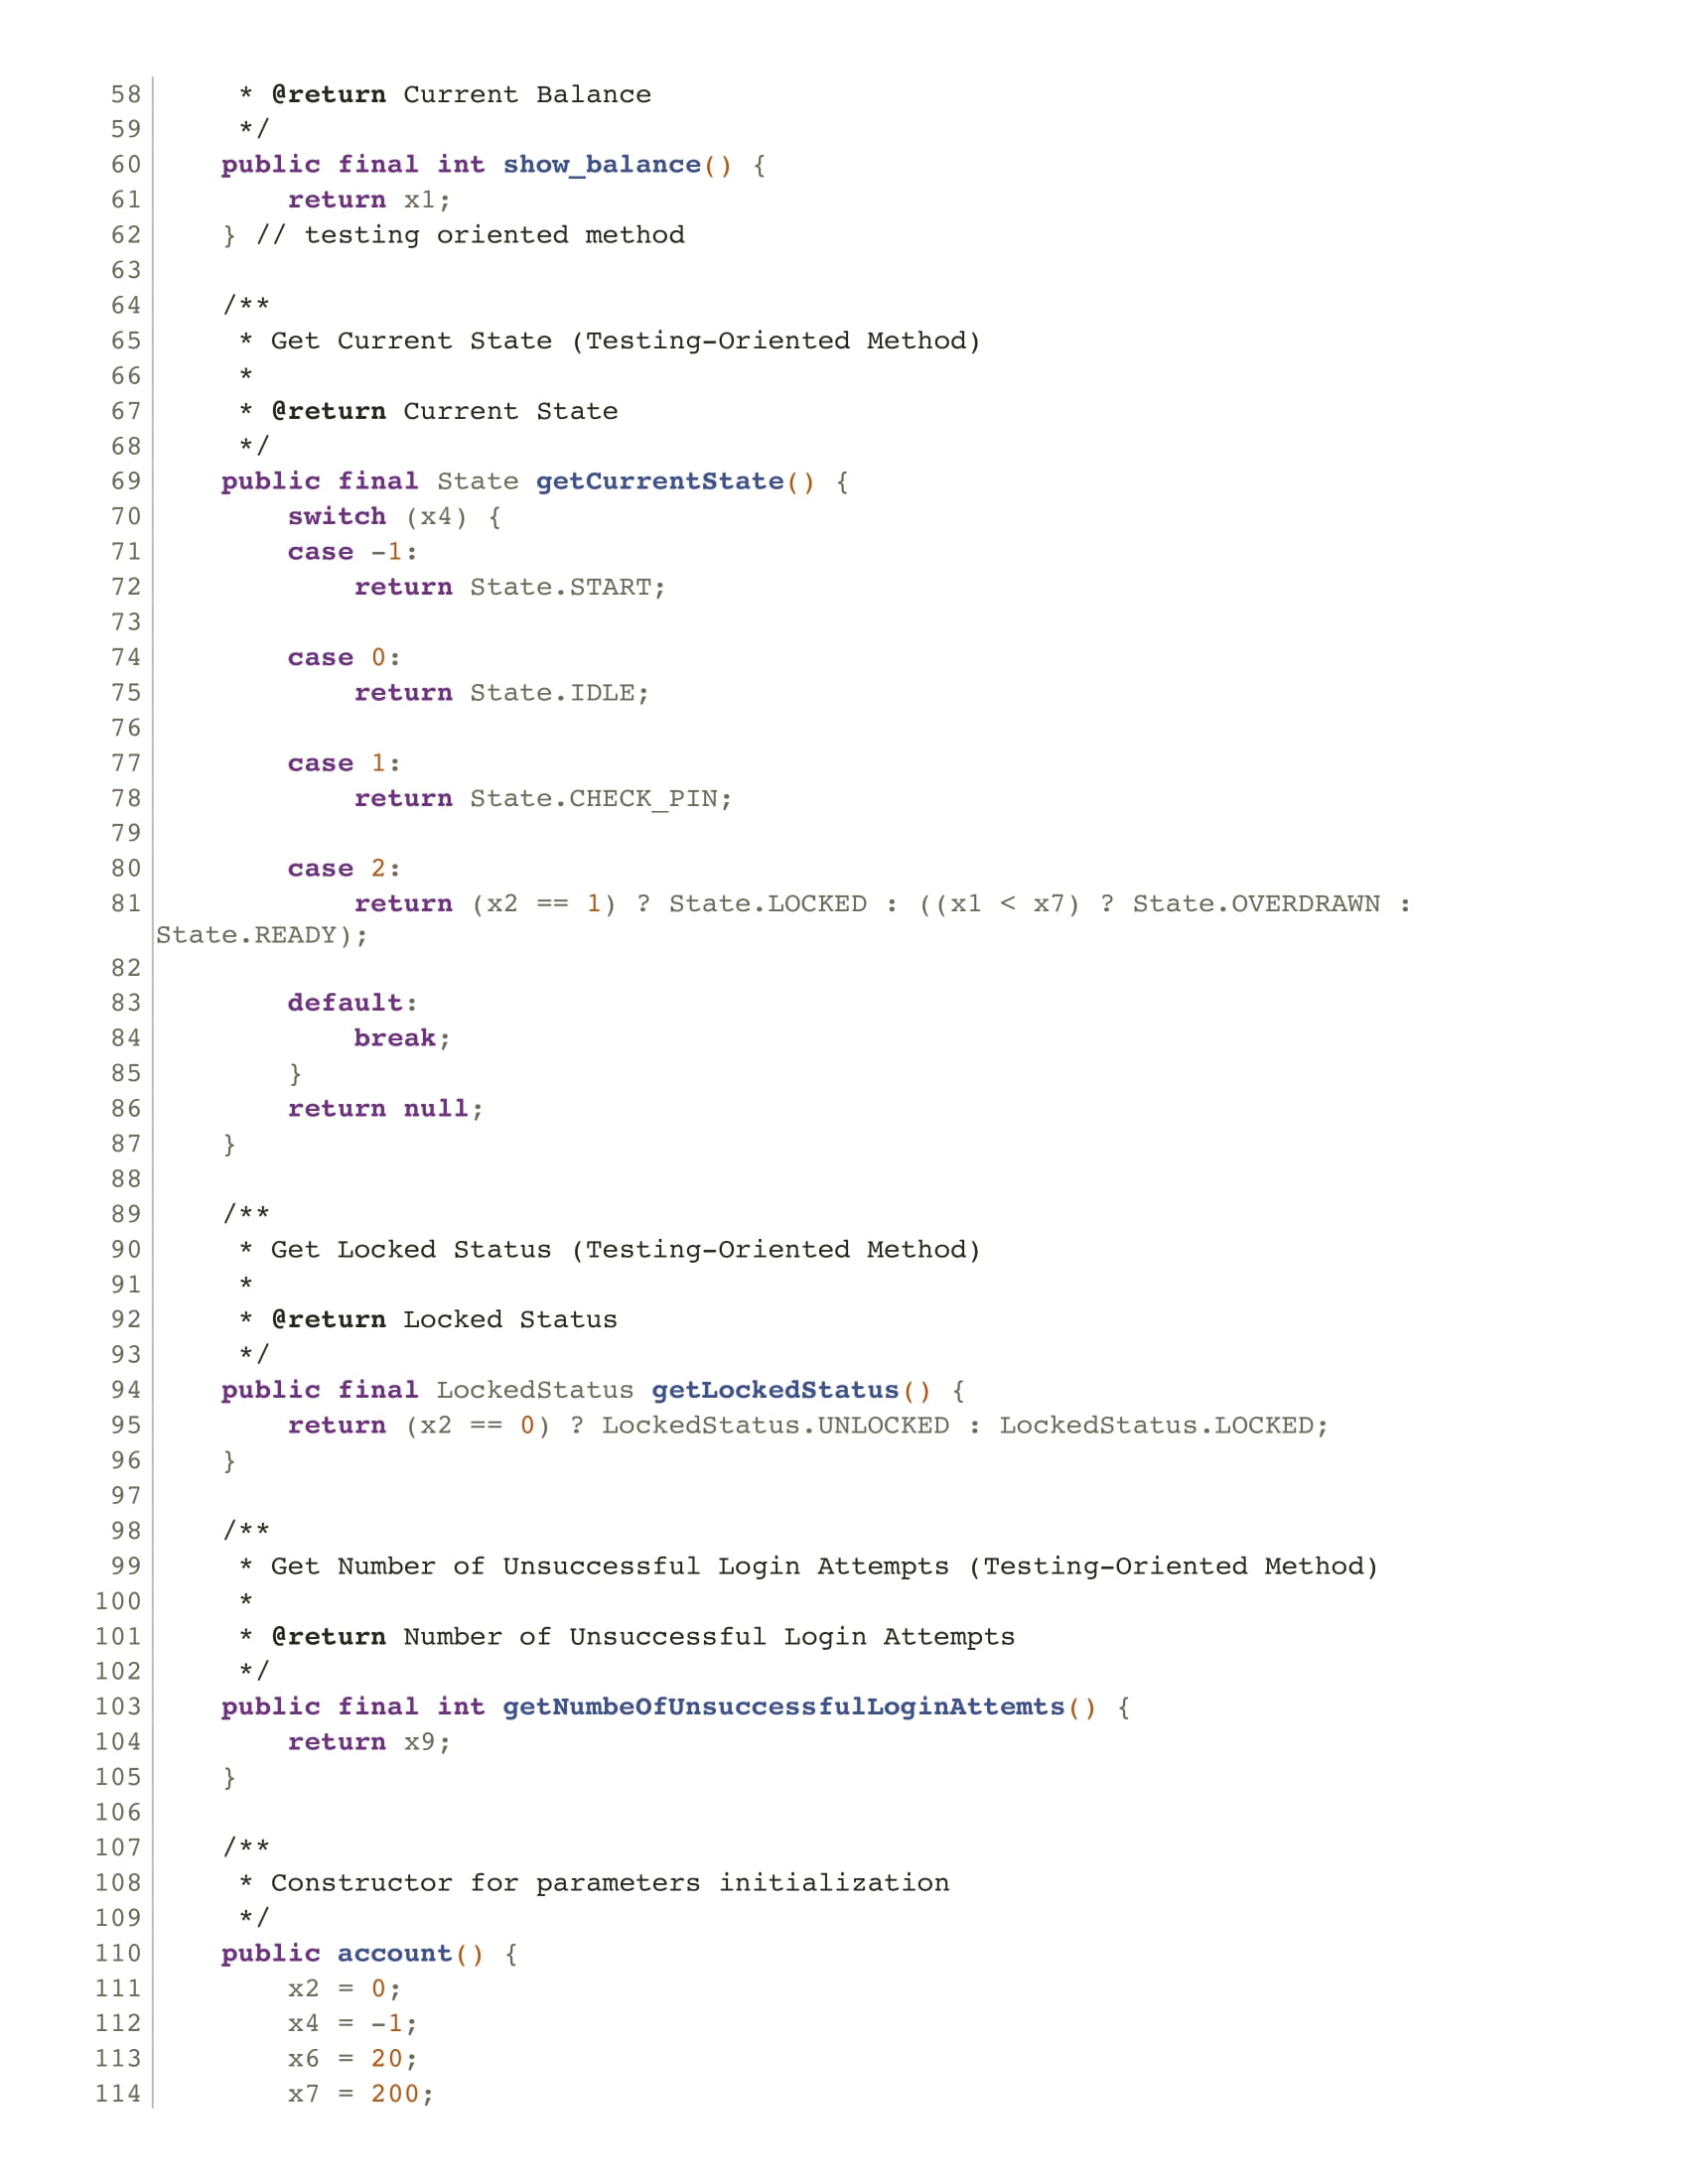 58      * @return Current Balance
59      */
60     public final int show_balance() {
61         return x1;
62     } // testing oriented method
63
64     /**
65      * Get Current State (Testing-Oriented Method)
66      *
67      * @return Current State
68      */
69     public final State getCurrentState() {
70         switch (x4) {
71         case -1:
72             return State.START;
73
74         case 0:
75             return State.IDLE;
76
77         case 1:
78             return State.CHECK_PIN;
79
80         case 2:
81             return (x2 == 1) ? State.LOCKED : ((x1 < x7) ? State.OVERDRAWN :
State.READY);
82
83         default:
84             break;
85         }
86         return null;
87     }
88
89     /**
90      * Get Locked Status (Testing-Oriented Method)
91      *
92      * @return Locked Status
93      */
94     public final LockedStatus getLockedStatus() {
95         return (x2 == 0) ? LockedStatus.UNLOCKED : LockedStatus.LOCKED;
96     }
97
98     /**
99      * Get Number of Unsuccessful Login Attempts (Testing-Oriented Method)
100      *
101      * @return Number of Unsuccessful Login Attempts
102      */
103     public final int getNumbeOfUnsuccessfulLoginAttemts() {
104         return x9;
105     }
106
107     /**
108      * Constructor for parameters initialization
109      */
110     public account() {
111         x2 = 0;
112         x4 = -1;
113         x6 = 20;
114         x7 = 200;